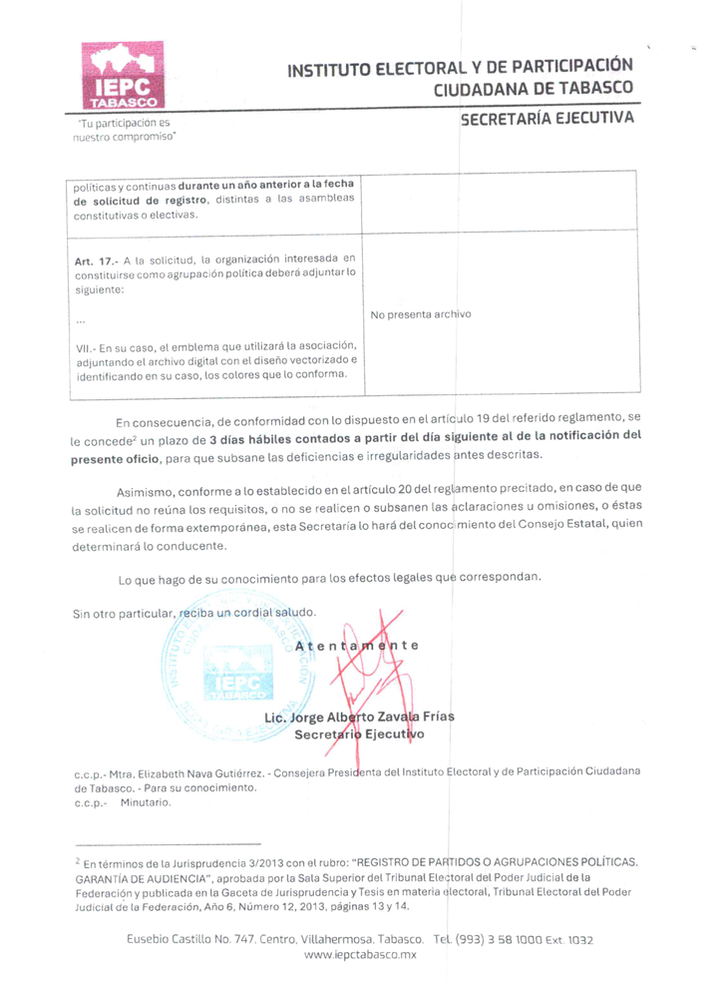 IEPC
TABASCO
"Tu participación es
nuestro compromiso"
INSTITUTO ELECTORAL Y DE PARTICIPACIÓN
CIUDADANA DE TABASCO
SECRETARÍA EJECUTIVA
políticas y continuas durante un año anterior a la fecha
de solicitud de registro, distintas a las asambleas
constitutivas o electivas.
Art. 17.- A la solicitud, la organización interesada en
constituirse como agrupación política deberá adjuntar lo
siguiente:
...
VII.- En su caso, el emblema que utilizará la asociación,
adjuntando el archivo digital con el diseño vectorizado e
identificando en su caso, los colores que lo conforma.
No presenta archivo
En consecuencia, de conformidad con lo dispuesto en el artículo 19 del referido reglamento, se
le concede² un plazo de 3 días hábiles contados a partir del día siguiente al de la notificación del
presente oficio, para que subsane las deficiencias e irregularidades antes descritas.
Asimismo, conforme a lo establecido en el artículo 20 del reglamento precitado, en caso de que
la solicitud no reúna los requisitos, o no se realicen o subsanen las aclaraciones u omisiones, o éstas
se realicen de forma extemporánea, esta Secretaría lo hará del conocimiento del Consejo Estatal, quien
determinará lo conducente.
Lo que hago de su conocimiento para los efectos legales que correspondan.
Sin otro particular, reciba un cordial saludo.
Atentamente
IEPC
TABASCO
Lic. Jorge Alberto Zavala Frías
Secretario Ejecutivo
c.c.p.- Mtra. Elizabeth Nava Gutiérrez. - Consejera Presidenta del Instituto Electoral y de Participación Ciudadana
de Tabasco. - Para su conocimiento.
c.c.p.- Minutario.
² En términos de la Jurisprudencia 3/2013 con el rubro: "REGISTRO DE PARTIDOS O AGRUPACIONES POLÍTICAS.
GARANTÍA DE AUDIENCIA", aprobada por la Sala Superior del Tribunal Electoral del Poder Judicial de la
Federación y publicada en la Gaceta de Jurisprudencia y Tesis en materia electoral, Tribunal Electoral del Poder
Judicial de la Federación, Año 6, Número 12, 2013, páginas 13 y 14.
Eusebio Castillo No. 747. Centro, Villahermosa, Tabasco. Tel. (993) 3 58 1000 Ext. 1032
www.iepctabasco.mx